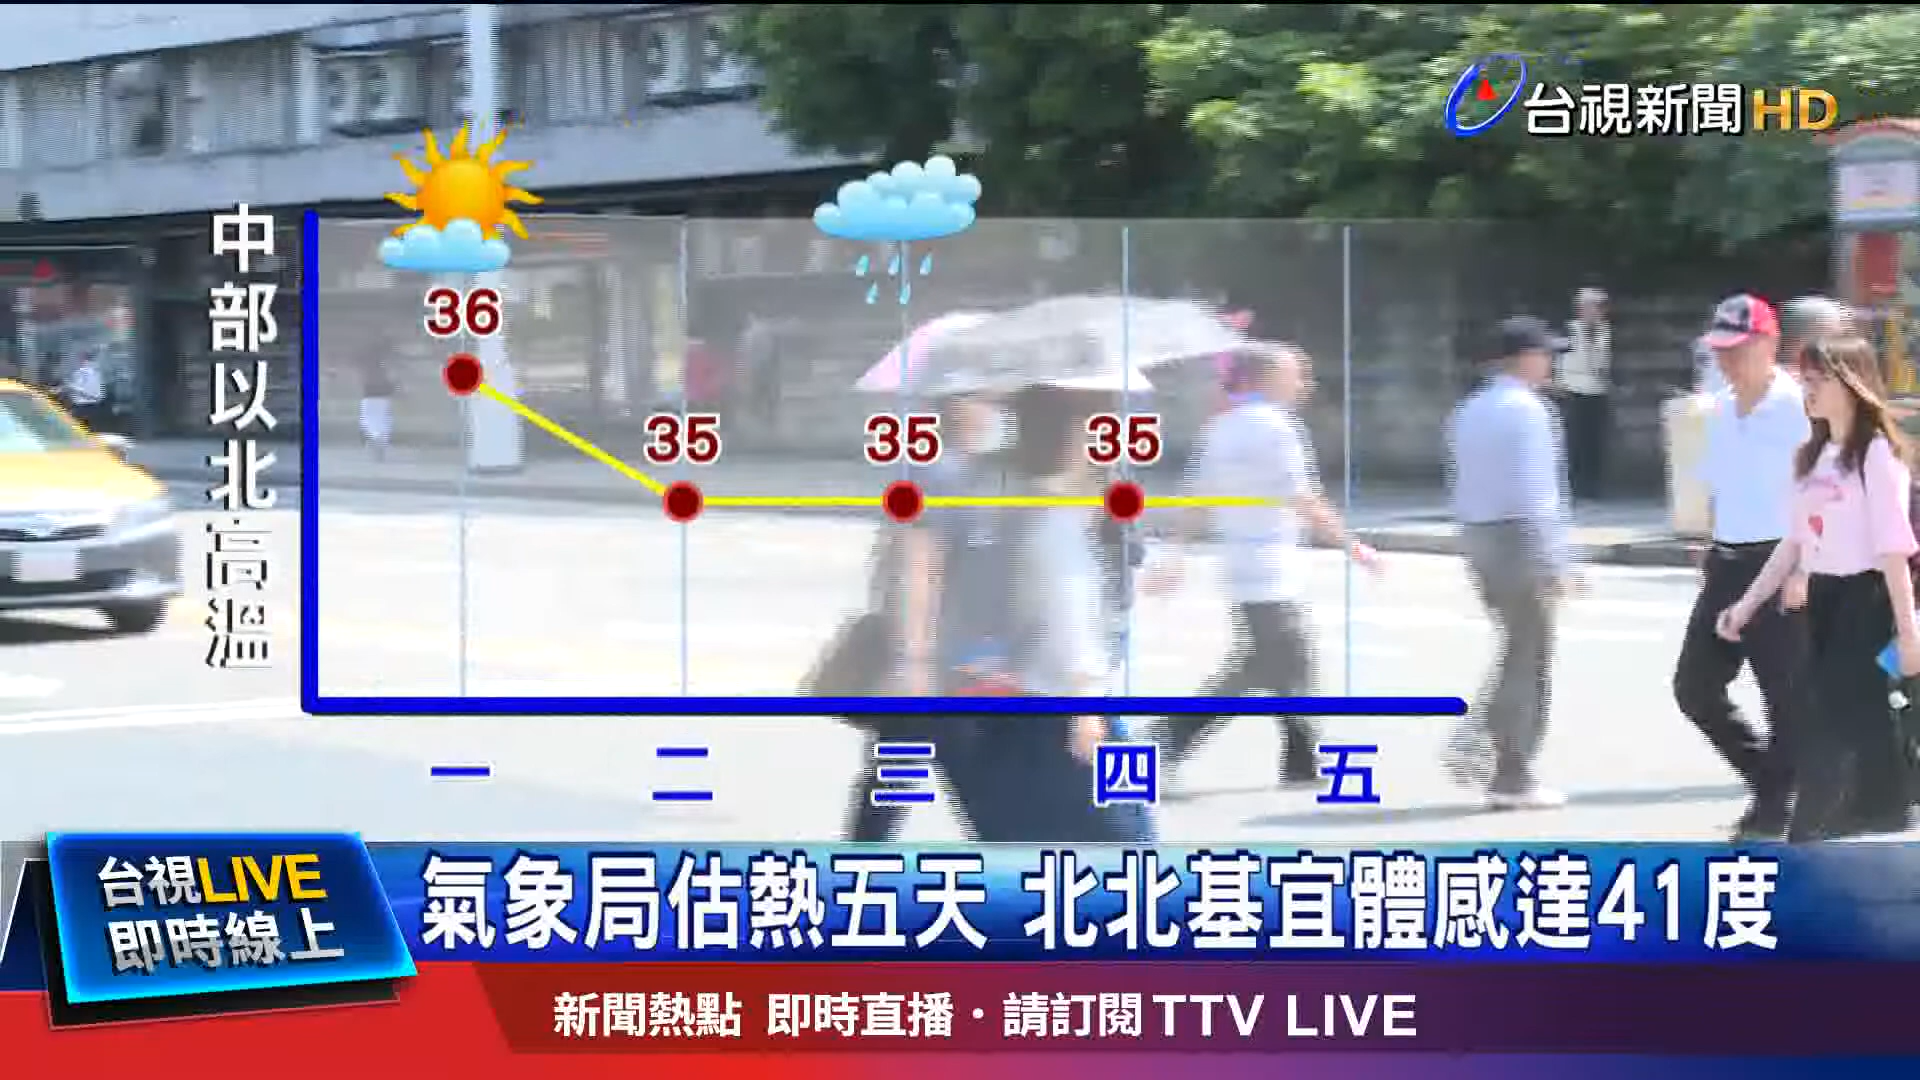 台視新聞HD
中部以北高溫
36
35
35
35
一 二 三 四 五
台視LIVE
即時線上
氣象局估熱五天 北北基宜體感達41度
新聞熱點 即時直播・請訂閱TTV LIVE